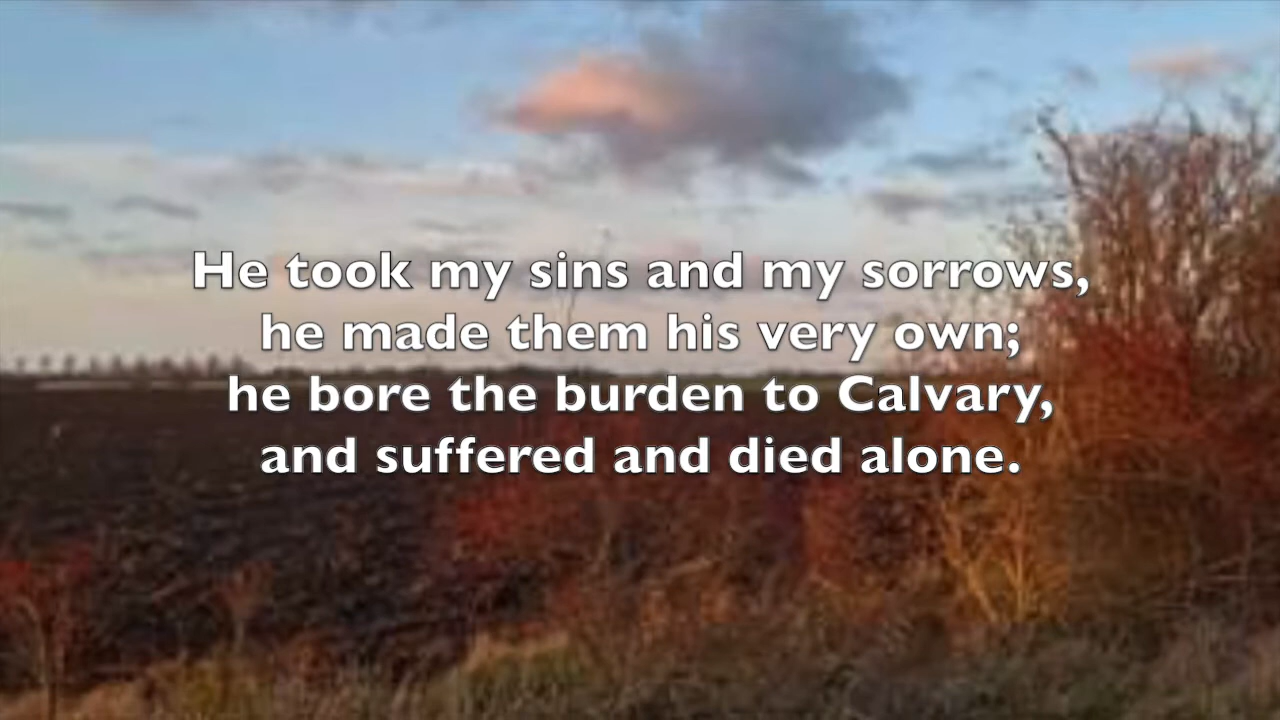 He took my sins and my sorrows,
he made them his very own;
he bore the burden to Calvary,
and suffered and died alone.